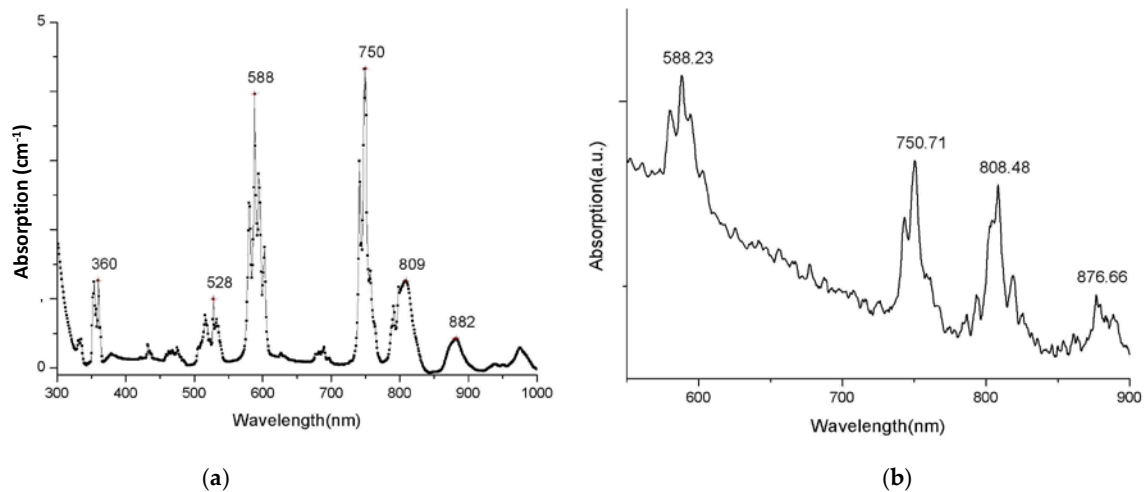 5
750
588
360
528
809
882
0
300 400 500 600 700 800 900 1000
Wavelength(nm)
Absorption (cm-1)
(a)
588.23
750.71
808.48
876.66
600 700 800 900
Wavelength(nm)
Absorption(a.u.)
(b)